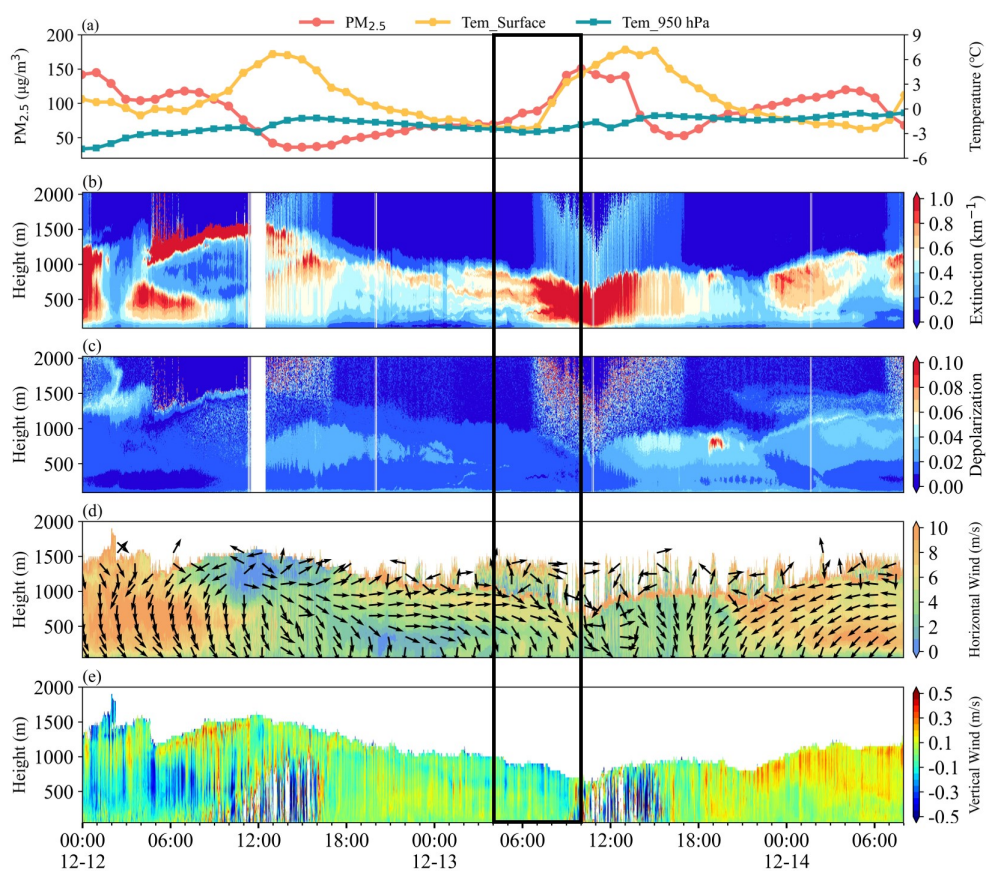 PM2.5 Tem_Surface Tem_950 hPa
(a)
200
150
100
50
PM2.5 (μg/m3)
9
6
3
0
-3
-6
Temperature (°C)
(b)
2000
1500
1000
500
Height (m)
1.0
0.8
0.6
0.4
0.2
0.0
Extinction (km−1)
(c)
2000
1500
1000
500
Height (m)
0.10
0.08
0.06
0.04
0.02
0.00
Depolarization
(d)
2000
1500
1000
500
Height (m)
10
8
6
4
2
0
Horizontal Wind (m/s)
(e)
2000
1500
1000
500
Height (m)
0.5
0.3
0.1
-0.1
-0.3
-0.5
Vertical Wind (m/s)
00:00 06:00 12:00 18:00 00:00 06:00 12:00 18:00 00:00 06:00
12-12 12-13 12-14